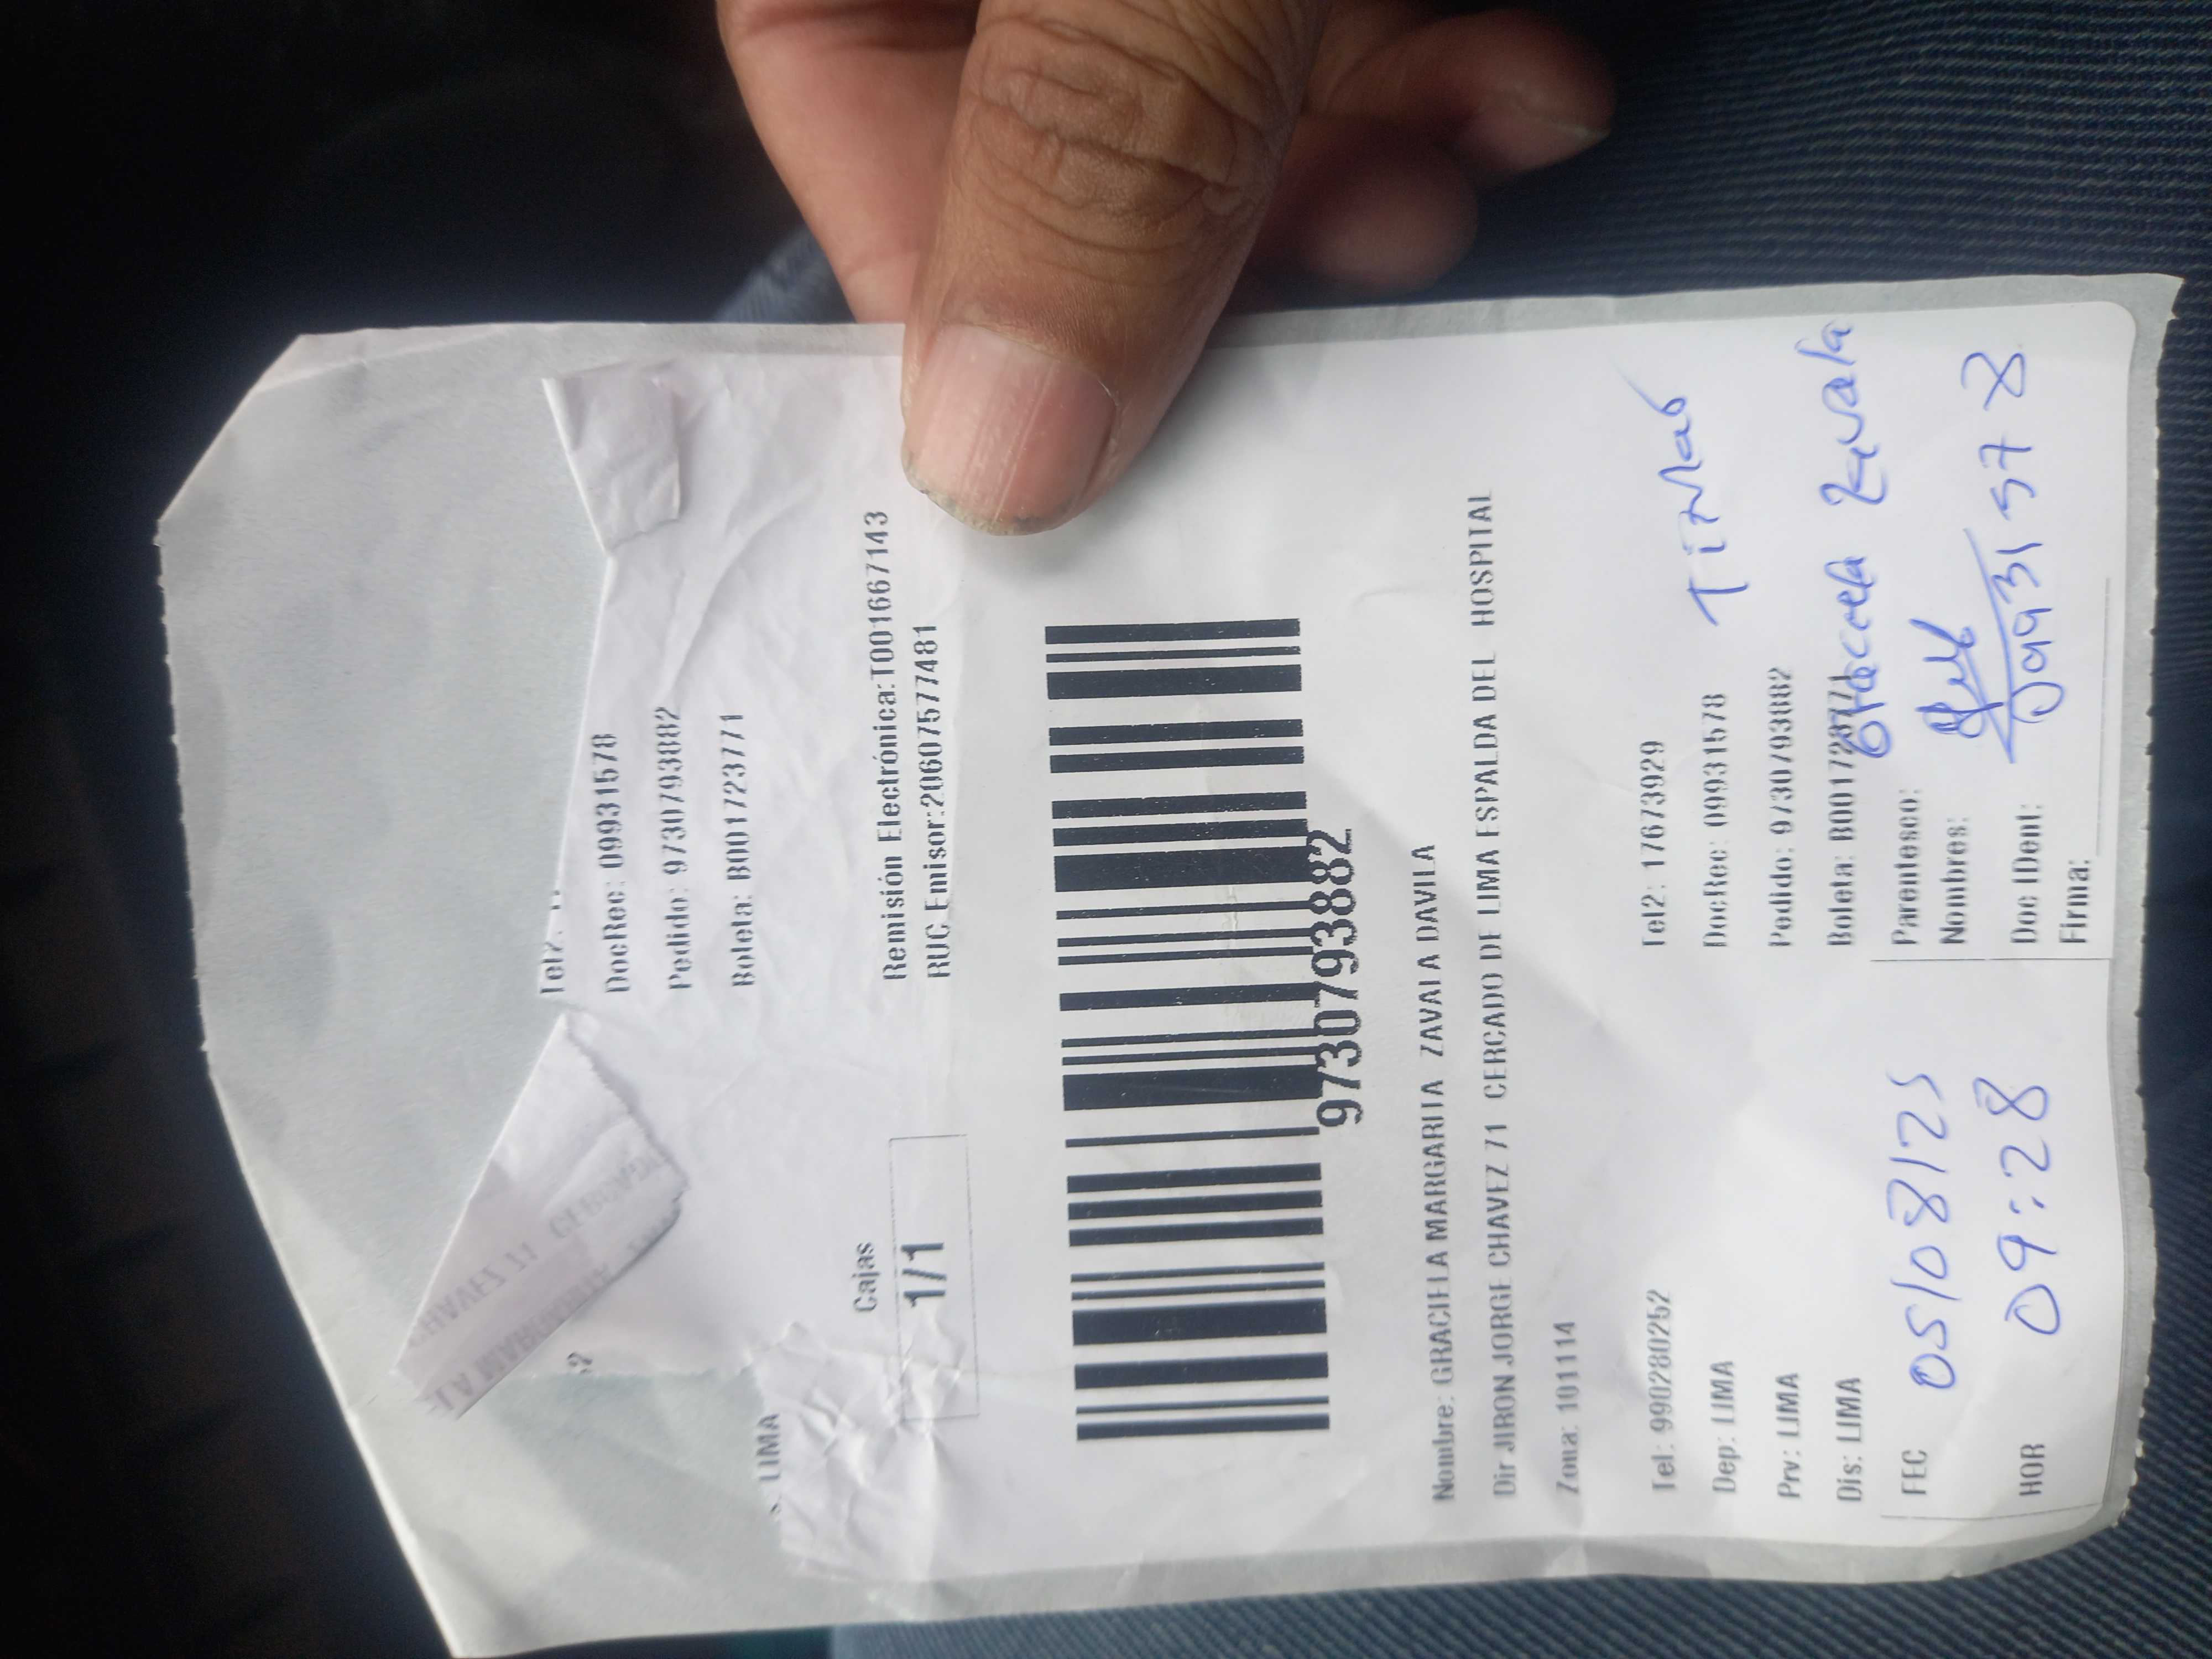 Tel2: 1
DocRec: 09931578
Pedido: 9730793882
Boleta: B001723771
LIMA
Cajas
1/1
Remisión Electrónica:T001667143
RUC Emisor:20607577481
9730793882
Nombre: GRACIELA MARGARITA ZAVALA DAVILA
Dir JIRON JORGE CHAVEZ 71 CERCADO DE LIMA ESPALDA DEL HOSPITAL
Zona: 101114
Tel: 990280252 Tel2: 17673929
Dep: LIMA DocRec: 09931578 Titular
Prv: LIMA Pedido: 9730793882
Dis: LIMA Boleta: B001723771
FEC 05/08/25 Parentesco: Graciela Zavala
Nombres:
HOR 09:28 Doc IDent: 09931578
Firma: